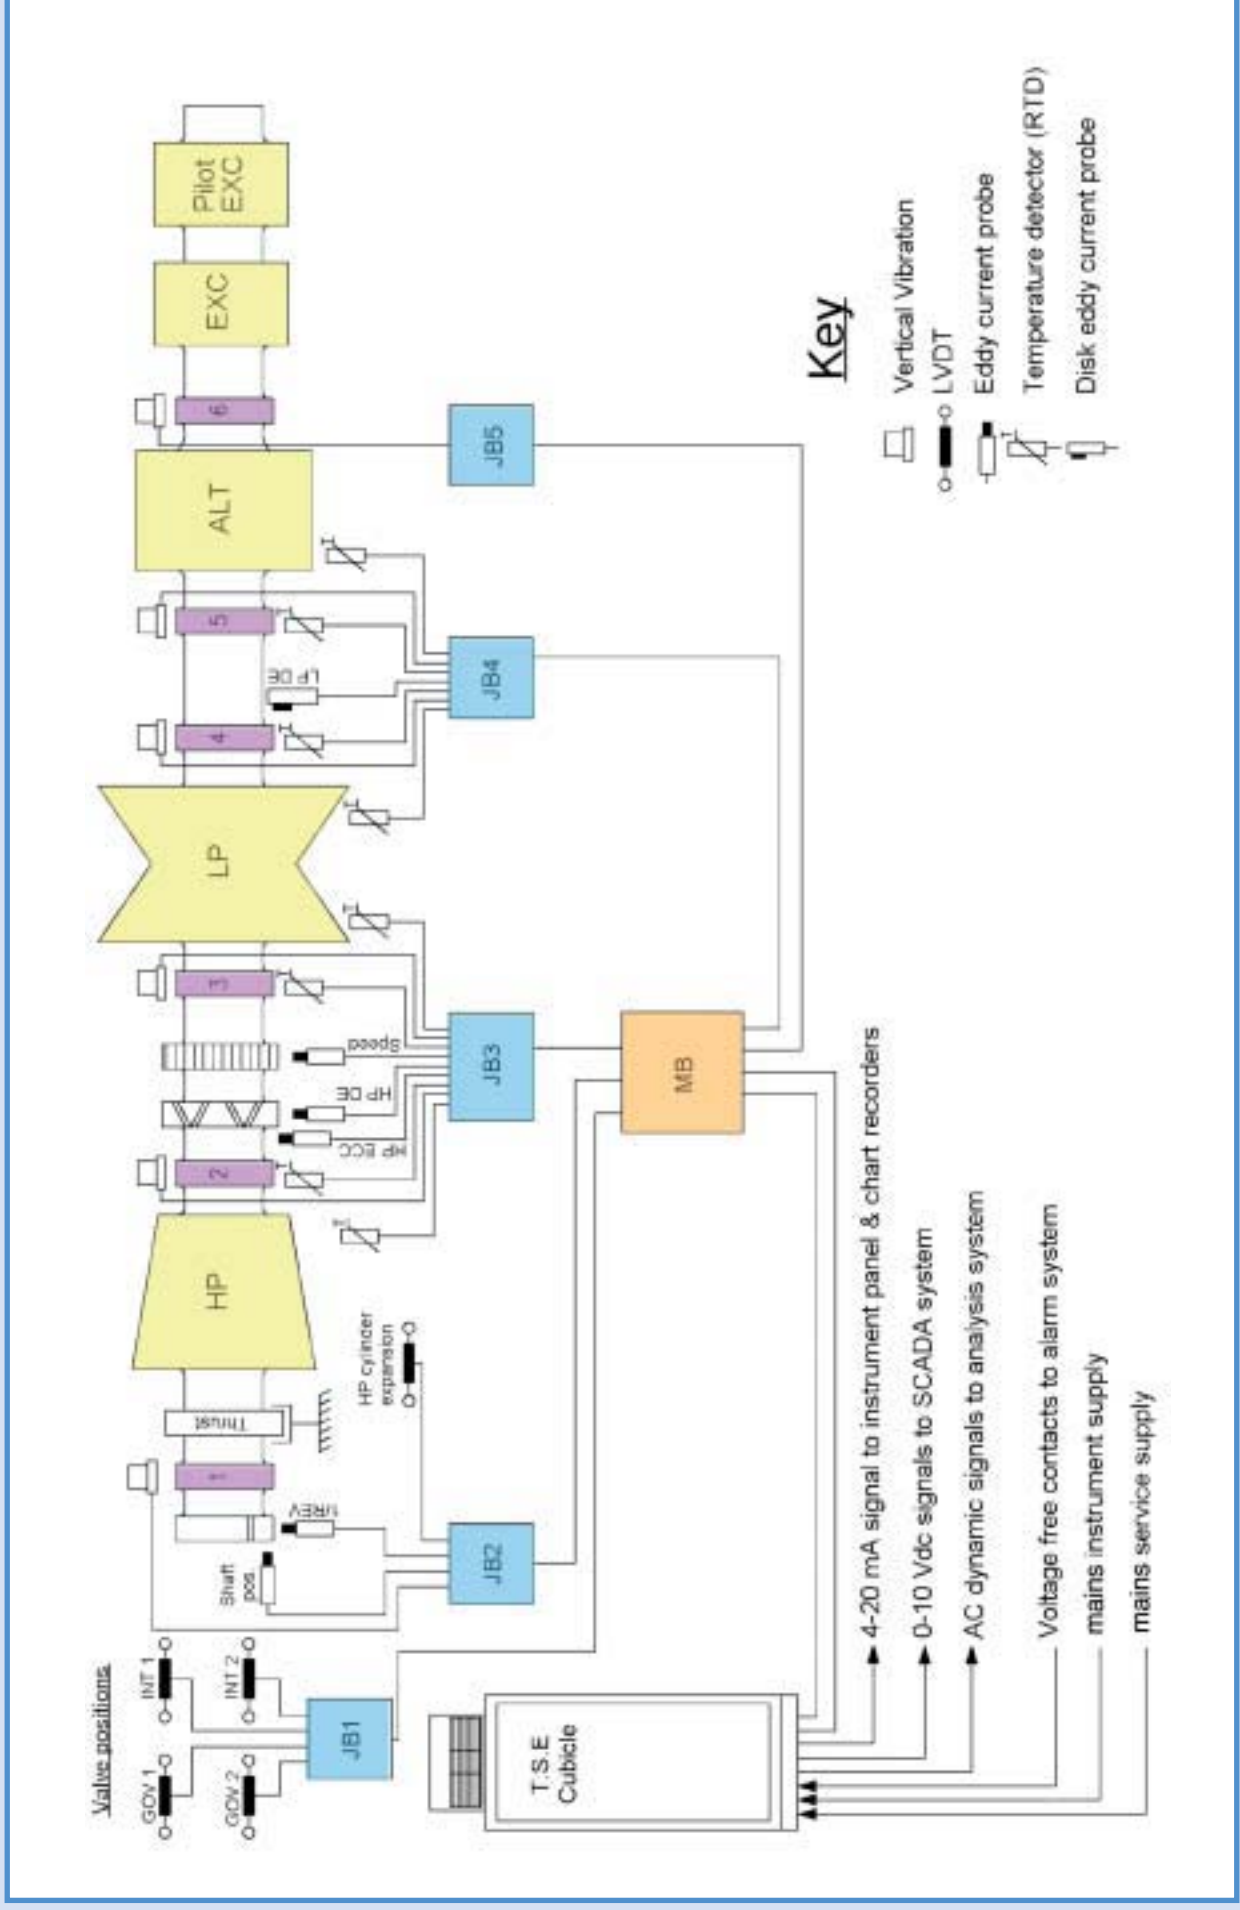 Valve positions
GOV 1
INT 1
GOV 2
INT 2
JB1
Shaft
pos.
1/REV
1
Thrust
HP cylinder
expansion
JB2
HP
2
HP ECC
HP DE
Speed
3
JB3
LP
4
LP DE
5
JB4
ALT
6
JB5
EXC
Pilot
EXC
MB
T.S.E
Cubicle
4-20 mA signal to instrument panel & chart recorders
0-10 Vdc signals to SCADA system
AC dynamic signals to analysis system
Voltage free contacts to alarm system
mains instrument supply
mains service supply
Key
Vertical Vibration
LVDT
Eddy current probe
Temperature detector (RTD)
Disk eddy current probe